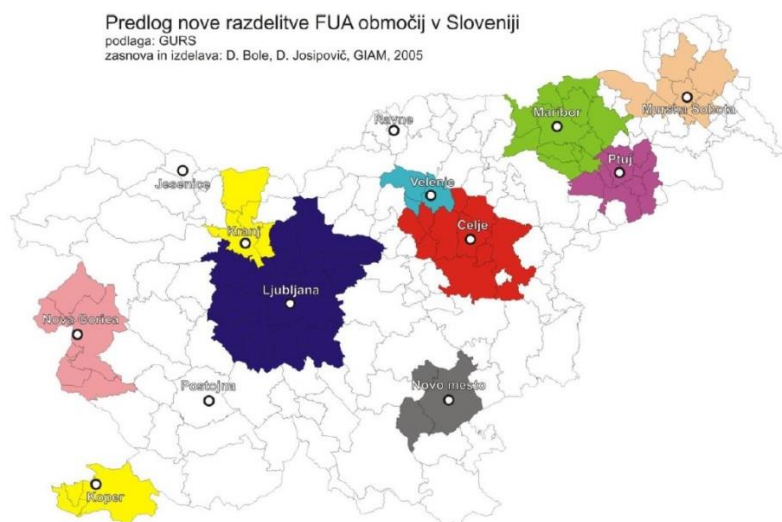 Predlog nove razdelitve FUA območij v Sloveniji
podlaga: GURS
zasnova in izdelava: D. Bole, D. Josipovič, GIAM, 2005
Murska Sobota
Maribor
Ravne
Ptuj
Jesenice
Velenje
Kranj
Celje
Ljubljana
Nova Gorica
Postojna
Novo mesto
Koper